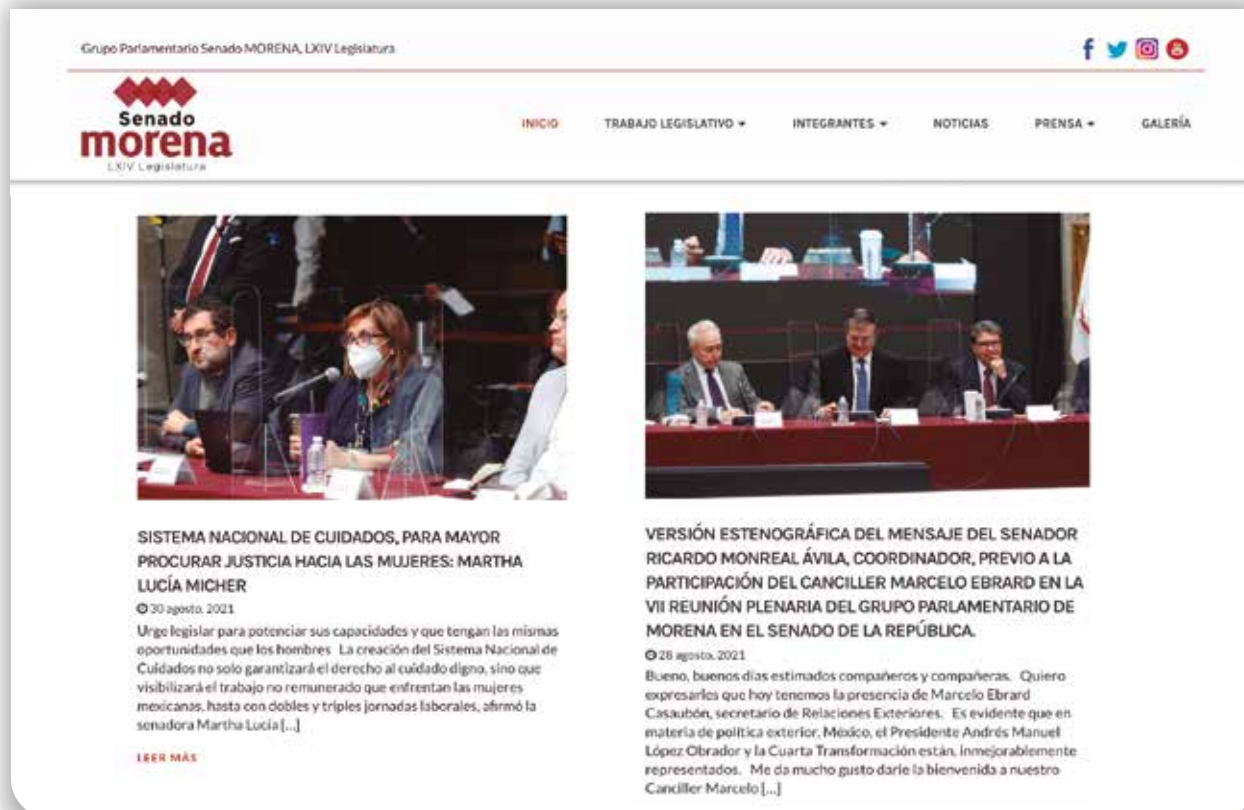 Grupo Parlamentario Senado MORENA, LXIV Legislatura
Senado
morena
LXIV Legislatura
INICIO TRABAJO LEGISLATIVO INTEGRANTES NOTICIAS PRENSA GALERÍA
SISTEMA NACIONAL DE CUIDADOS, PARA MAYOR
PROCURAR JUSTICIA HACIA LAS MUJERES: MARTHA
LUCÍA MICHER
30 agosto, 2021
Urge legislar para potenciar sus capacidades y que tengan las mismas
oportunidades que los hombres La creación del Sistema Nacional de
Cuidados no solo garantizará el derecho al cuidado digno, sino que
visibilizará el trabajo no remunerado que enfrentan las mujeres
mexicanas, hasta con dobles y triples jornadas laborales, afirmó la
senadora Martha Lucía [...]
LEER MÁS
VERSIÓN ESTENOGRÁFICA DEL MENSAJE DEL SENADOR
RICARDO MONREAL ÁVILA, COORDINADOR, PREVIO A LA
PARTICIPACIÓN DEL CANCILLER MARCELO EBRARD EN LA
VII REUNIÓN PLENARIA DEL GRUPO PARLAMENTARIO DE
MORENA EN EL SENADO DE LA REPÚBLICA.
28 agosto, 2021
Bueno, buenos días estimados compañeros y compañeras. Quiero
expresarles que hoy tenemos la presencia de Marcelo Ebrard
Casaubón, secretario de Relaciones Exteriores. Es evidente que en
materia de política exterior, México, el Presidente Andrés Manuel
López Obrador y la Cuarta Transformación están, inmejorablemente
representados. Me da mucho gusto darle la bienvenida a nuestro
Canciller Marcelo [...]